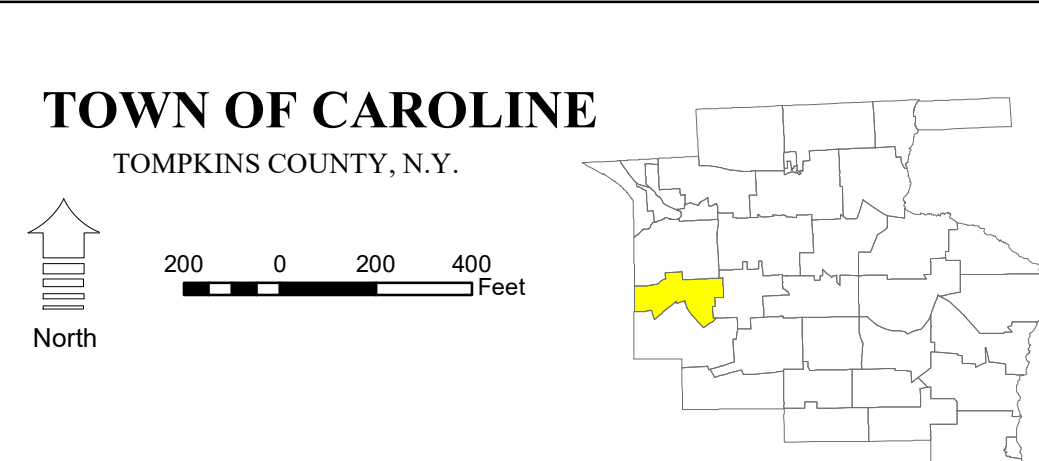 TOWN OF CAROLINE
TOMPKINS COUNTY, N.Y.
200 0 200 400
Feet
North